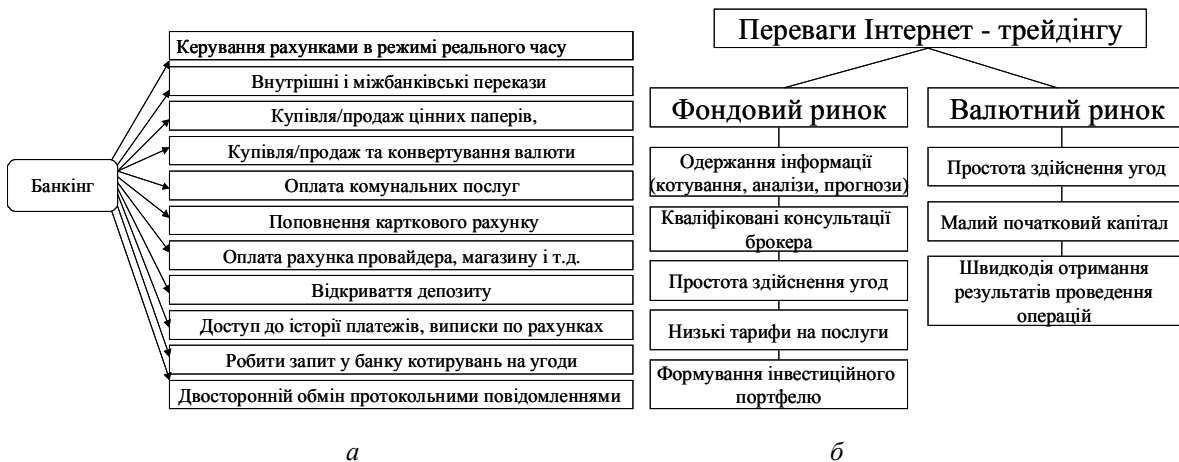 Банкінг
Керування рахунками в режимі реального часу
Внутрішні і міжбанківські перекази
Купівля/продаж цінних паперів,
Купівля/продаж та конвертування валюти
Оплата комунальних послуг
Поповнення карткового рахунку
Оплата рахунка провайдера, магазину і т.д.
Відкриваття депозиту
Доступ до історії платежів, виписки по рахунках
Робити запит у банку котирувань на угоди
Двосторонній обмін протокольними повідомленнями
а
Переваги Інтернет - трейдінгу
Фондовий ринок
Одержання інформації
(котування, аналізи, прогнози)
Кваліфіковані консультації
брокера
Простота здійснення угод
Низькі тарифи на послуги
Формування інвестиційного
портфелю
Валютний ринок
Простота здійснення угод
Малий початковий капітал
Швидкодія отримання
результатів проведення
операцій
б